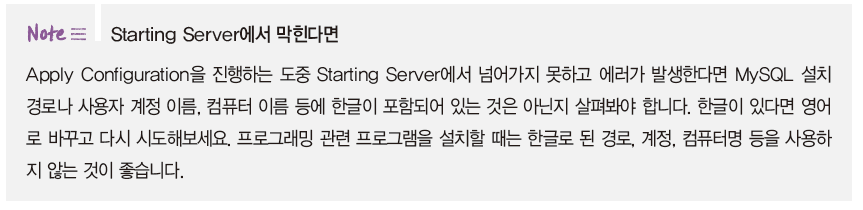 Note Starting Server에서 막힌다면
Apply Configuration을 진행하는 도중 Starting Server에서 넘어가지 못하고 에러가 발생한다면 MySQL 설치
경로나 사용자 계정 이름, 컴퓨터 이름 등에 한글이 포함되어 있는 것은 아닌지 살펴봐야 합니다. 한글이 있다면 영어
로 바꾸고 다시 시도해보세요. 프로그래밍 관련 프로그램을 설치할 때는 한글로 된 경로, 계정, 컴퓨터명 등을 사용하
지 않는 것이 좋습니다.